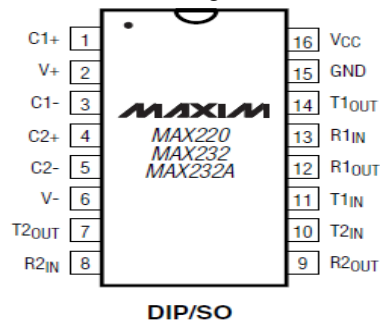 C1+ 1
V+ 2
C1- 3
C2+ 4
C2- 5
V- 6
T2OUT 7
R2IN 8
MAXIM
MAX220
MAX232
MAX232A
16 VCC
15 GND
14 T1OUT
13 R1IN
12 R1OUT
11 T1IN
10 T2IN
9 R2OUT
DIP/SO